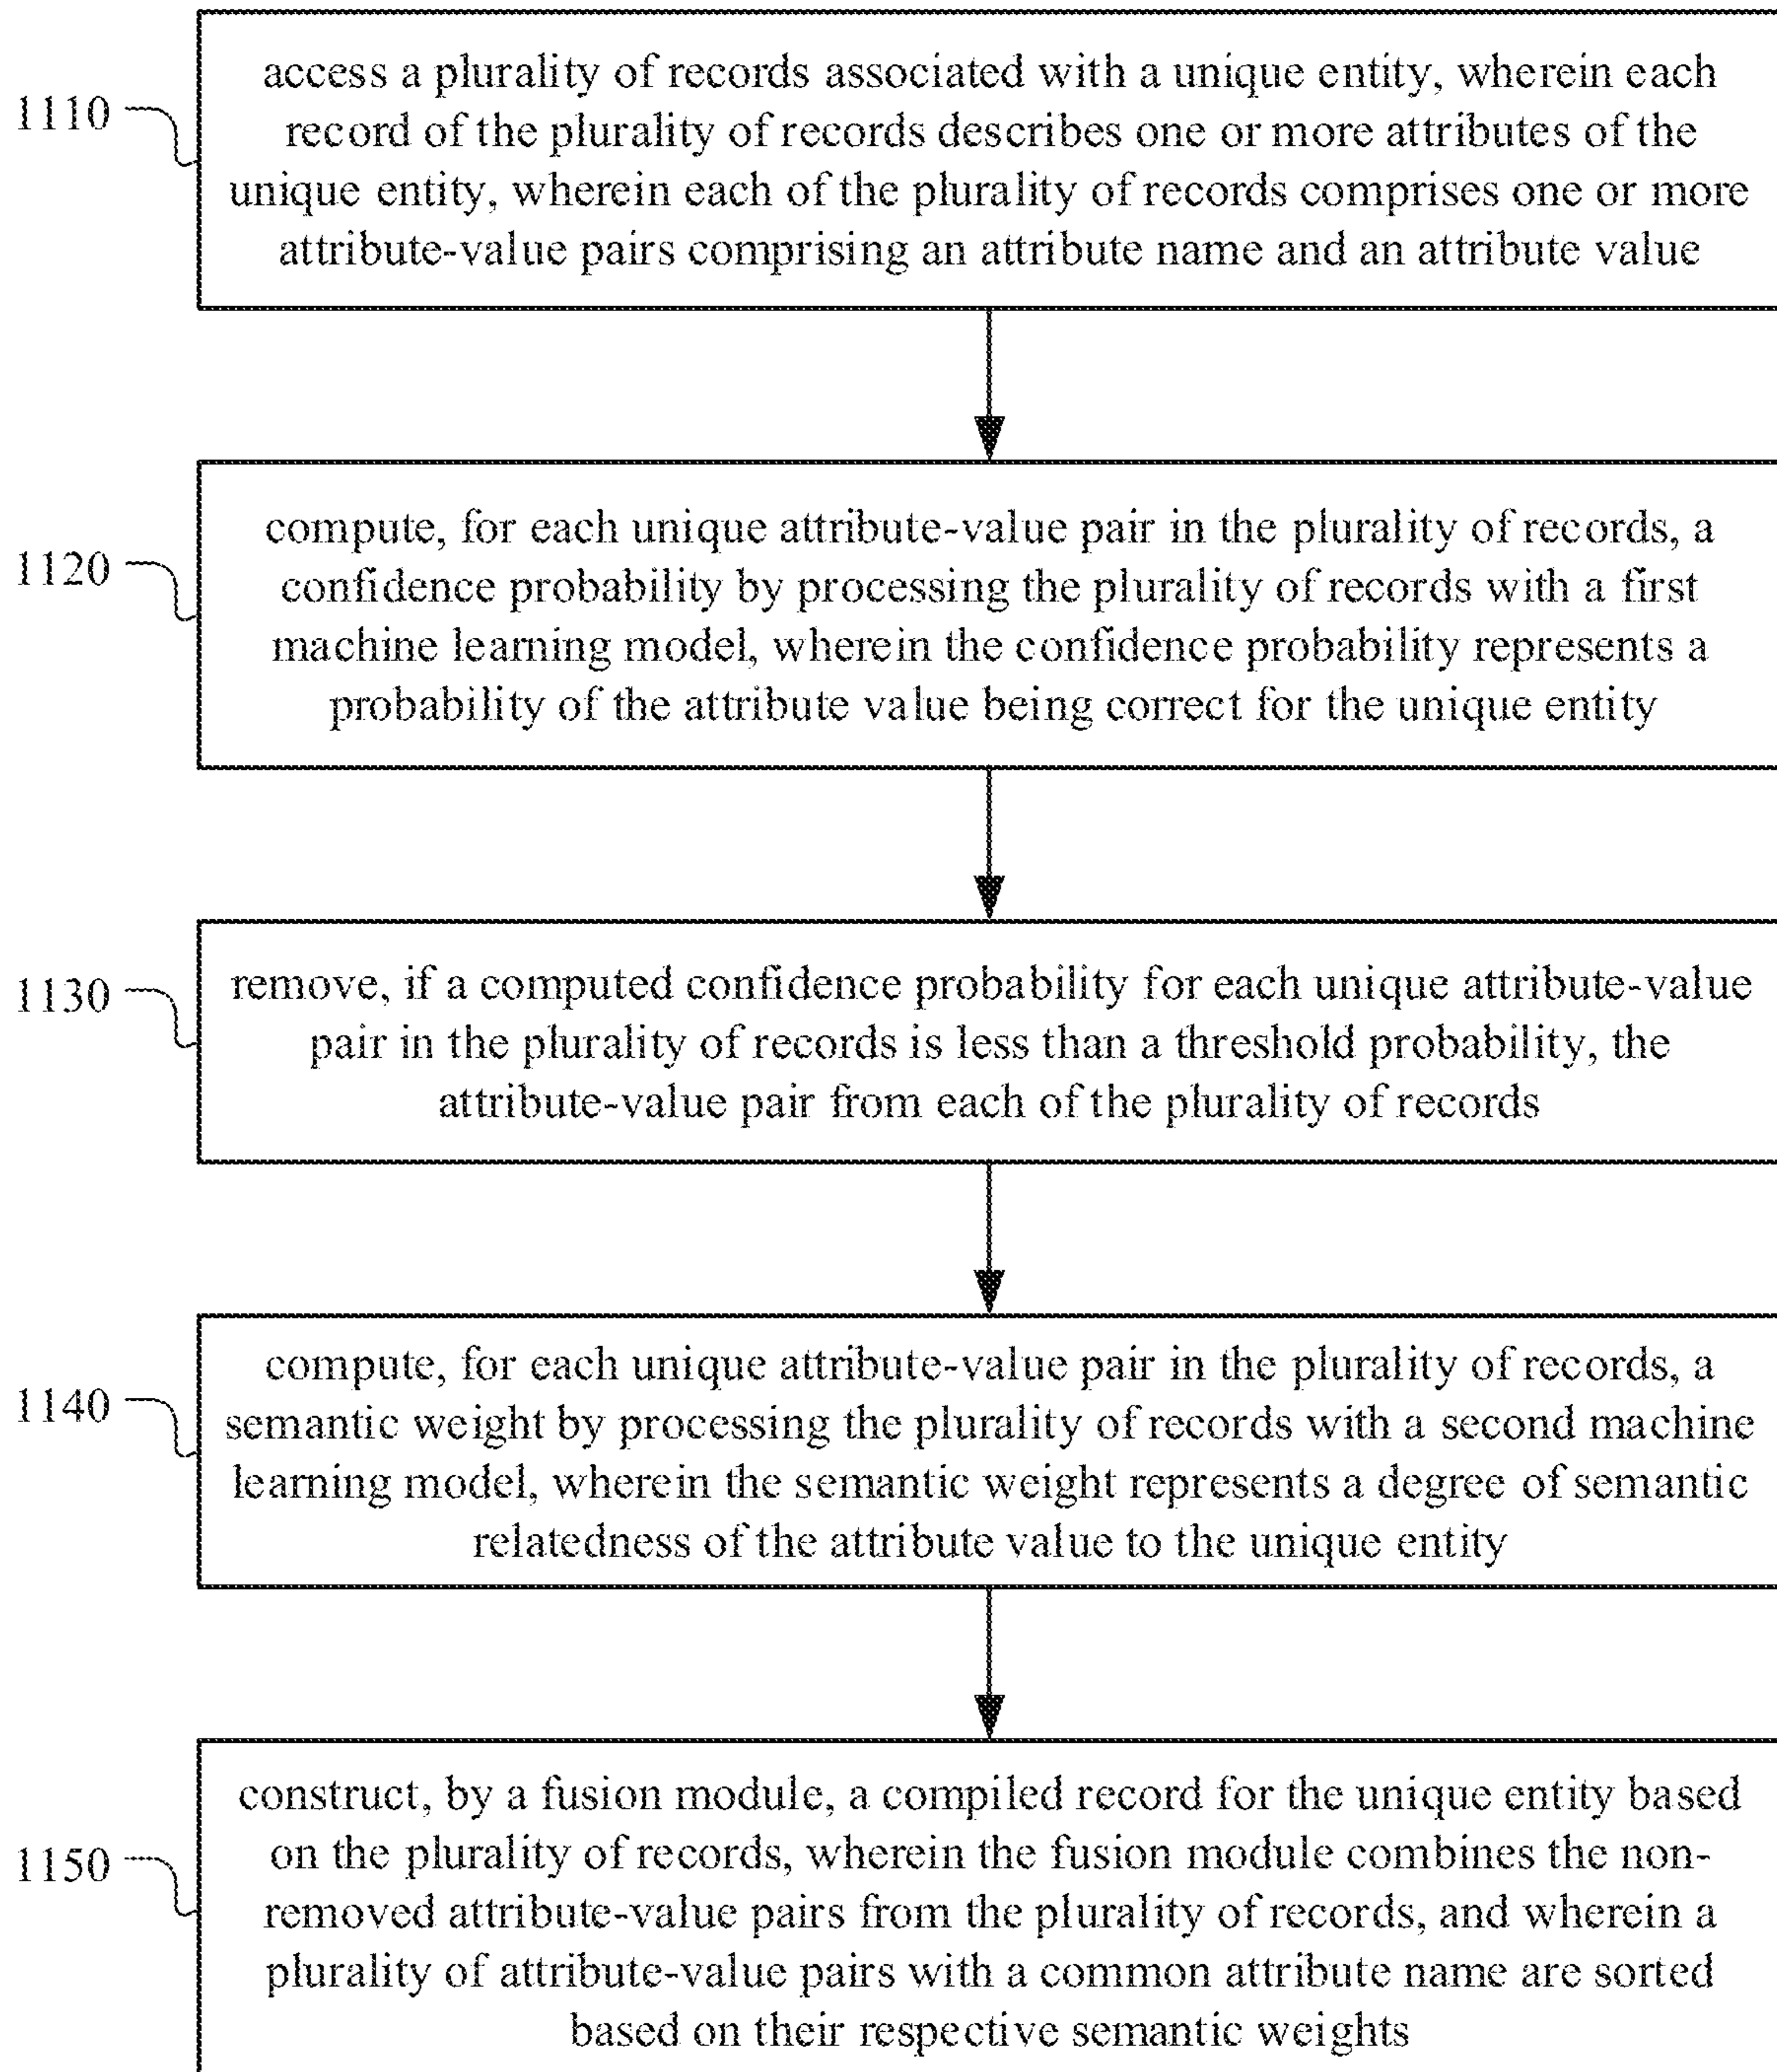 access a plurality of records associated with a unique entity, wherein each
1110
record of the plurality of records describes one or more attributes of the
unique entity, wherein each of the plurality of records comprises one or more
attribute-value pairs comprising an attribute name and an attribute value
compute, for each unique attribute-value pair in the plurality of records, a
1120
confidence probability by processing the plurality of records with a first
machine learning model, wherein the confidence probability represents a
probability of the attribute value being correct for the unique entity
remove, if a computed confidence probability for each unique attribute-value
1130
pair in the plurality of records is less than a threshold probability, the
attribute-value pair from each of the plurality of records
compute, for each unique attribute-value pair in the plurality of records, a
1140
semantic weight by processing the plurality of records with a second machine
learning model, wherein the semantic weight represents a degree of semantic
relatedness of the attribute value to the unique entity
construct, by a fusion module, a compiled record for the unique entity based
on the plurality of records, wherein the fusion module combines the non-
1150
removed attribute-value pairs from the plurality of records, and wherein a
plurality of attribute-value pairs with a common attribute name are sorted
based on their respective semantic weights